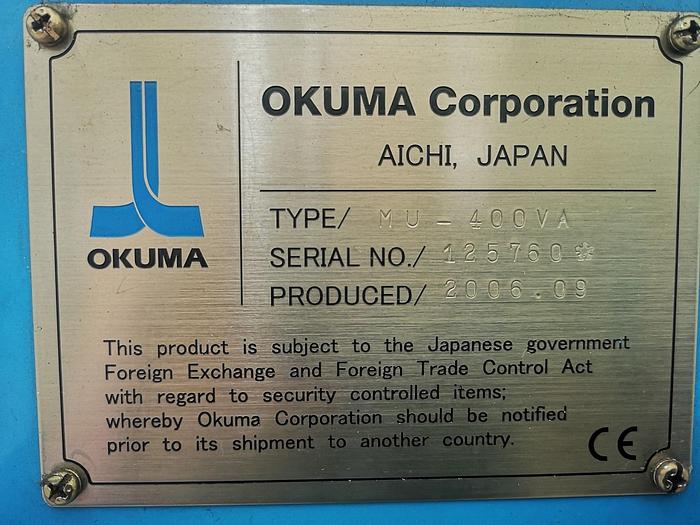 OKUMA
OKUMA Corporation
AICHI, JAPAN
TYPE/ MU-400VA
SERIAL NO./ 125760*
PRODUCED/ 2006.09
This product is subject to the Japanese government
Foreign Exchange and Foreign Trade Control Act
with regard to security controlled items;
whereby Okuma Corporation should be notified
prior to its shipment to another country.
CE